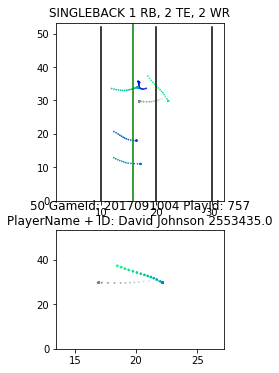 SINGLEBACK 1 RB, 2 TE, 2 WR
50
40
30
20
10
0
10 20 30
50 GameId: 2017091004 PlayId: 757
PlayerName + ID: David Johnson 2553435.0
40
20
0
15 20 25